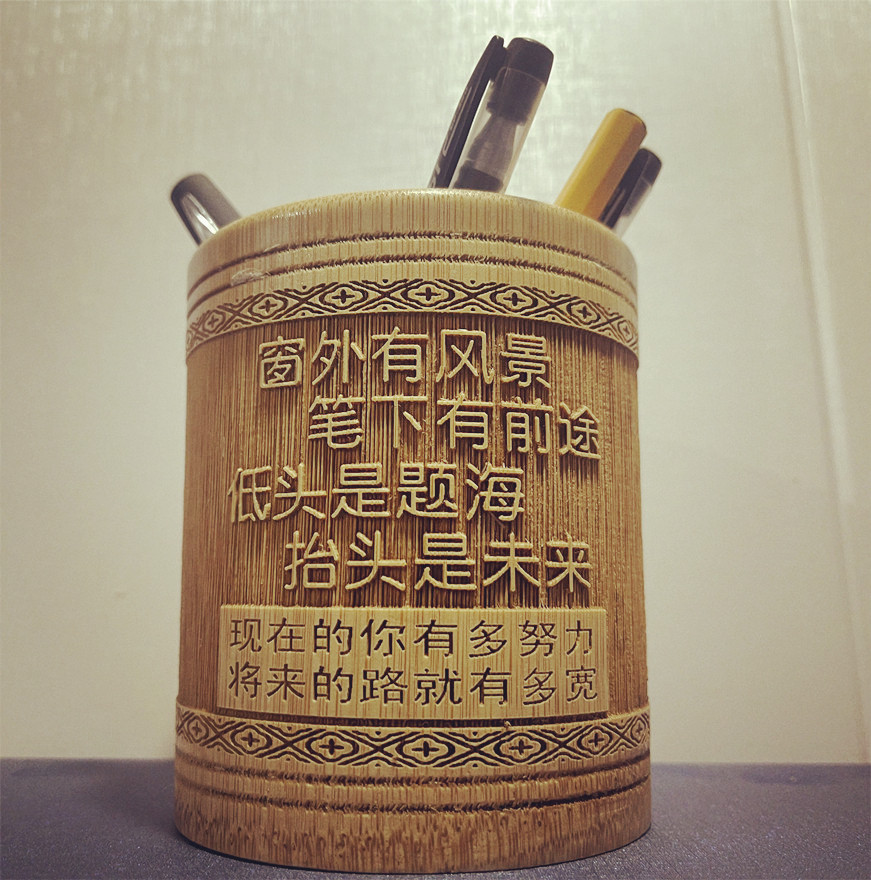 窗外有风景
笔下有前途
低头是题海
抬头是未来
现在的你有多努力
将来的路就有多宽